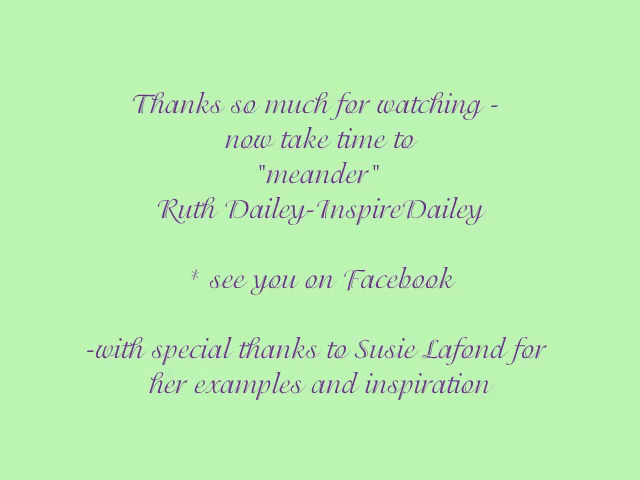 Thanks so much for watching -
now take time to
"meander"
Ruth Dailey-InspireDailey
* see you on Facebook
-with special thanks to Susie Lafond for
her examples and inspiration